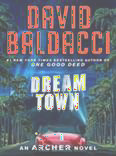 DAVID
BALDACCI
#1 NEW YORK TIMES BESTSELLING AUTHOR OF
ONE GOOD DEED
DREAM
TOWN
AN ARCHER NOVEL